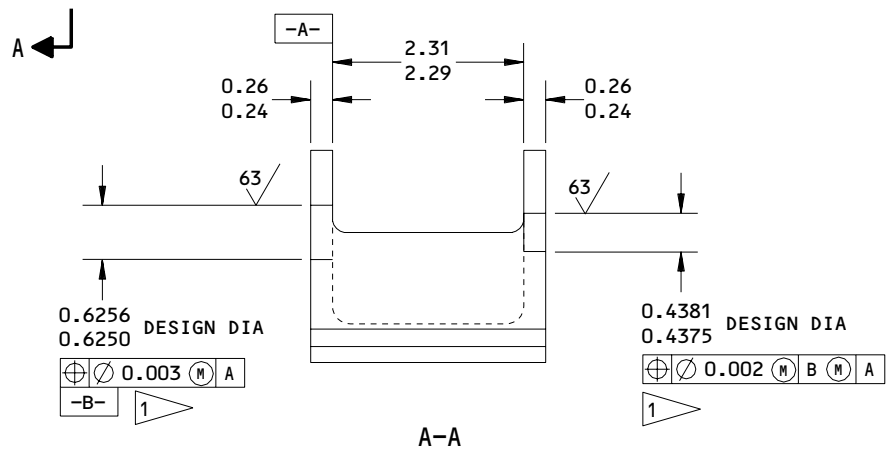 A
-A-
2.31
2.29
0.26
0.24
0.26
0.24
63
63
0.6256
0.6250 DESIGN DIA
⌖ ⌀ 0.003 Ⓜ A
-B-
1
0.4381
0.4375 DESIGN DIA
⌖ ⌀ 0.002 Ⓜ B Ⓜ A
1
A-A